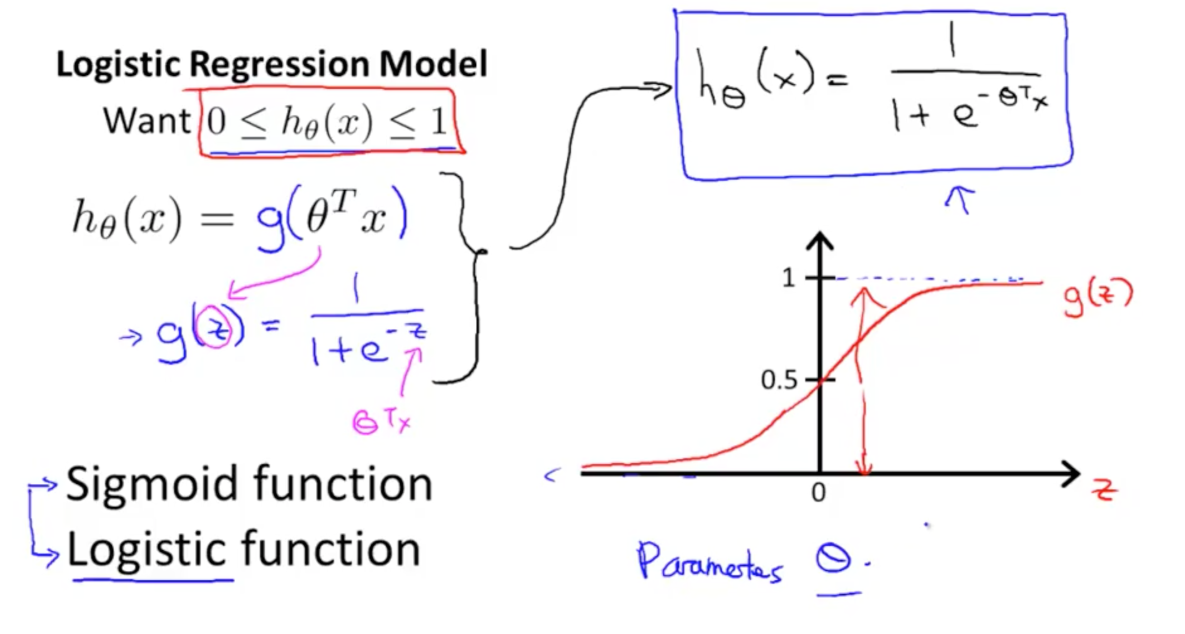 Logistic Regression Model
Want 0 ≤ hθ(x) ≤ 1
hθ(x) = g(θᵀx)
→ g(z) = 1 / (1 + e^(-z))
θᵀx
→ Sigmoid function
→ Logistic function
hθ(x) = 1 / (1 + e^(-θᵀx))
1
g(z)
0.5
0
z
Parameters θ.